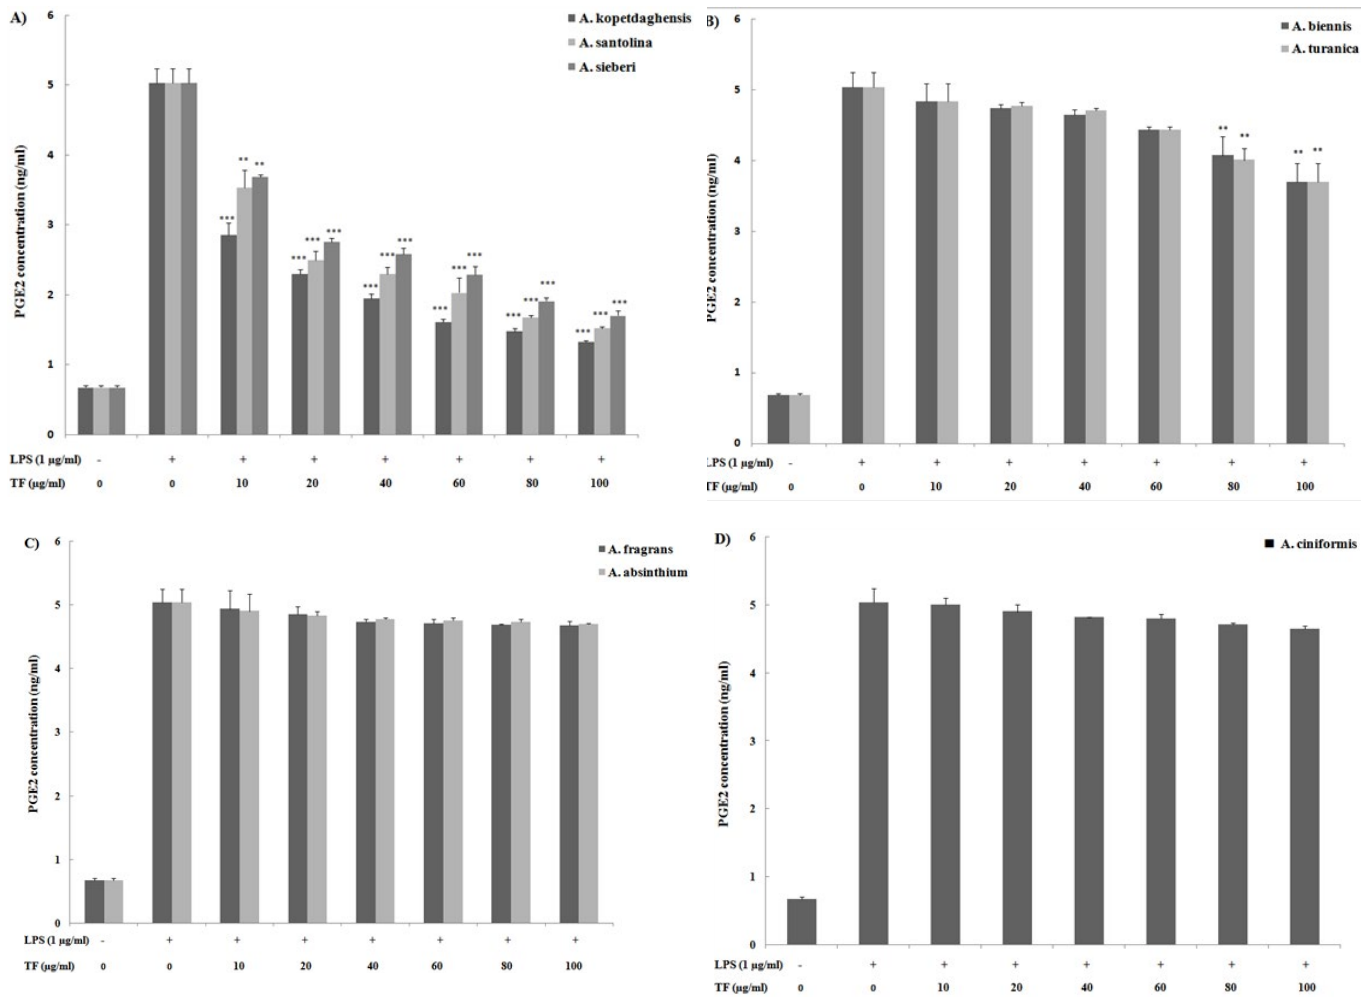 A)
A. kopetdaghensis
A. santolina
A. sieberi
PGE2 concentration (ng/ml)
6
5
4
3
2
1
0
** **
***
*** *** ***
*** *** ***
*** *** ***
*** *** ***
*** *** ***
LPS (1 µg/ml) - + + + + + + +
TF (µg/ml) 0 0 10 20 40 60 80 100
B)
A. biennis
A. turanica
PGE2 concentration (ng/ml)
6
5
4
3
2
1
0
** **
** **
LPS (1 µg/ml) - + + + + + + +
TF (µg/ml) 0 0 10 20 40 60 80 100
C)
A. fragrans
A. absinthium
PGE2 concentration (ng/ml)
6
5
4
3
2
1
0
LPS (1 µg/ml) - + + + + + + +
TF (µg/ml) 0 0 10 20 40 60 80 100
D)
A. ciniformis
PGE2 concentration (ng/ml)
6
5
4
3
2
1
0
LPS (1 µg/ml) - + + + + + + +
TF (µg/ml) 0 0 10 20 40 60 80 100